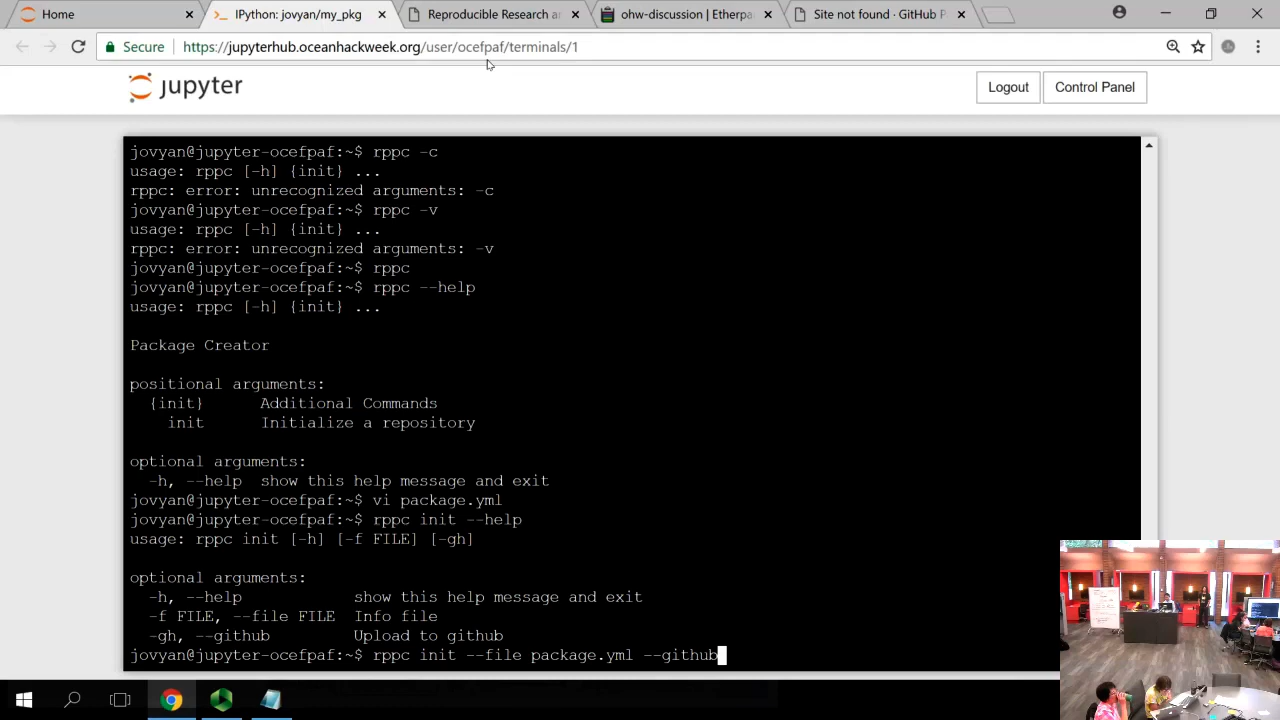 Home
IPython: jovyan/my_pkg
Reproducible Research ar
ohw-discussion | Etherpa
Site not found · GitHub P
Secure
https://jupyterhub.oceanhackweek.org/user/ocefpaf/terminals/1
jupyter
Logout
Control Panel
jovyan@jupyter-ocefpaf:~$ rppc -c
usage: rppc [-h] {init} ...
rppc: error: unrecognized arguments: -c
jovyan@jupyter-ocefpaf:~$ rppc -v
usage: rppc [-h] {init} ...
rppc: error: unrecognized arguments: -v
jovyan@jupyter-ocefpaf:~$ rppc
jovyan@jupyter-ocefpaf:~$ rppc --help
usage: rppc [-h] {init} ...
Package Creator
positional arguments:
{init} Additional Commands
init Initialize a repository
optional arguments:
-h, --help show this help message and exit
jovyan@jupyter-ocefpaf:~$ vi package.yml
jovyan@jupyter-ocefpaf:~$ rppc init --help
usage: rppc init [-h] [-f FILE] [-gh]
optional arguments:
-h, --help show this help message and exit
-f FILE, --file FILE Info file
-gh, --github Upload to github
jovyan@jupyter-ocefpaf:~$ rppc init --file package.yml --github